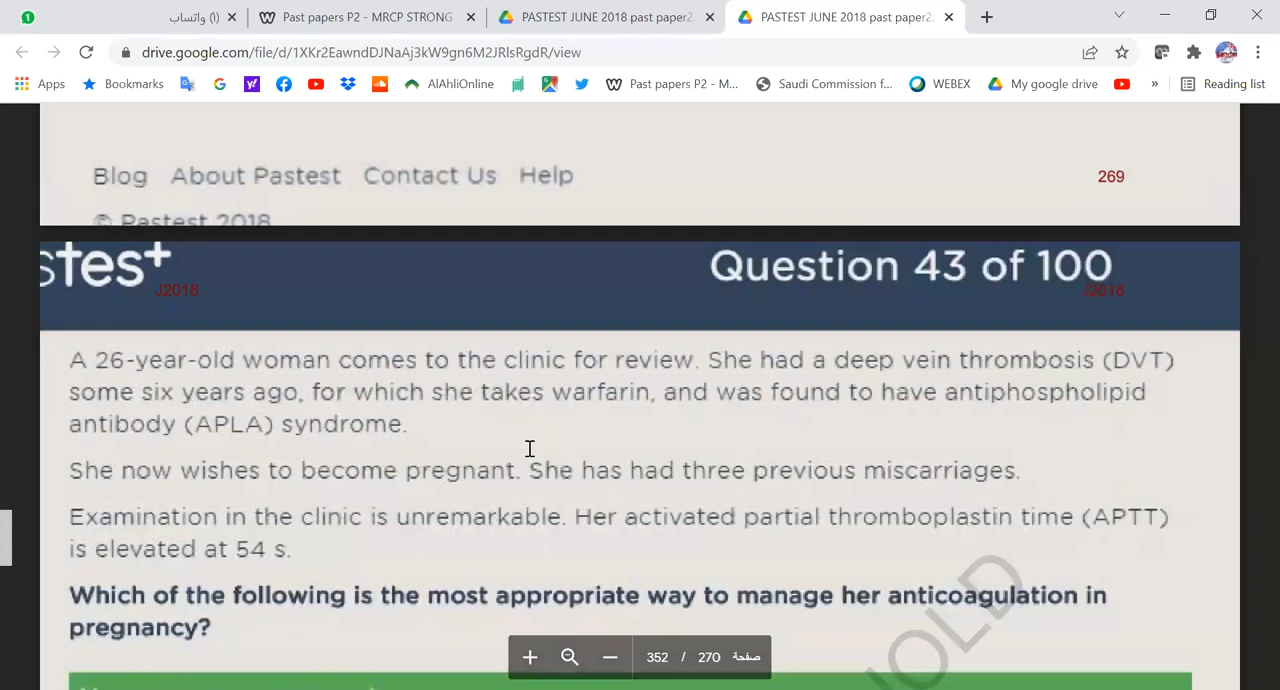 واتساب (1)
Past papers P2 - MRCP STRONG
PASTEST JUNE 2018 past paper2.
PASTEST JUNE 2018 past paper2.
drive.google.com/file/d/1XKr2EawndDJNaAj3kW9gn6M2JRIsRgdR/view
Apps Bookmarks AlAhliOnline Past papers P2 - M... Saudi Commission f... WEBEX My google drive » Reading list
Blog About Pastest Contact Us Help
269
© Pastest 2018
stest+ Question 43 of 100
J2018 J2018
A 26-year-old woman comes to the clinic for review. She had a deep vein thrombosis (DVT)
some six years ago, for which she takes warfarin, and was found to have antiphospholipid
antibody (APLA) syndrome.
She now wishes to become pregnant. She has had three previous miscarriages.
Examination in the clinic is unremarkable. Her activated partial thromboplastin time (APTT)
is elevated at 54 s.
Which of the following is the most appropriate way to manage her anticoagulation in
pregnancy?
352 / 270 صفحة